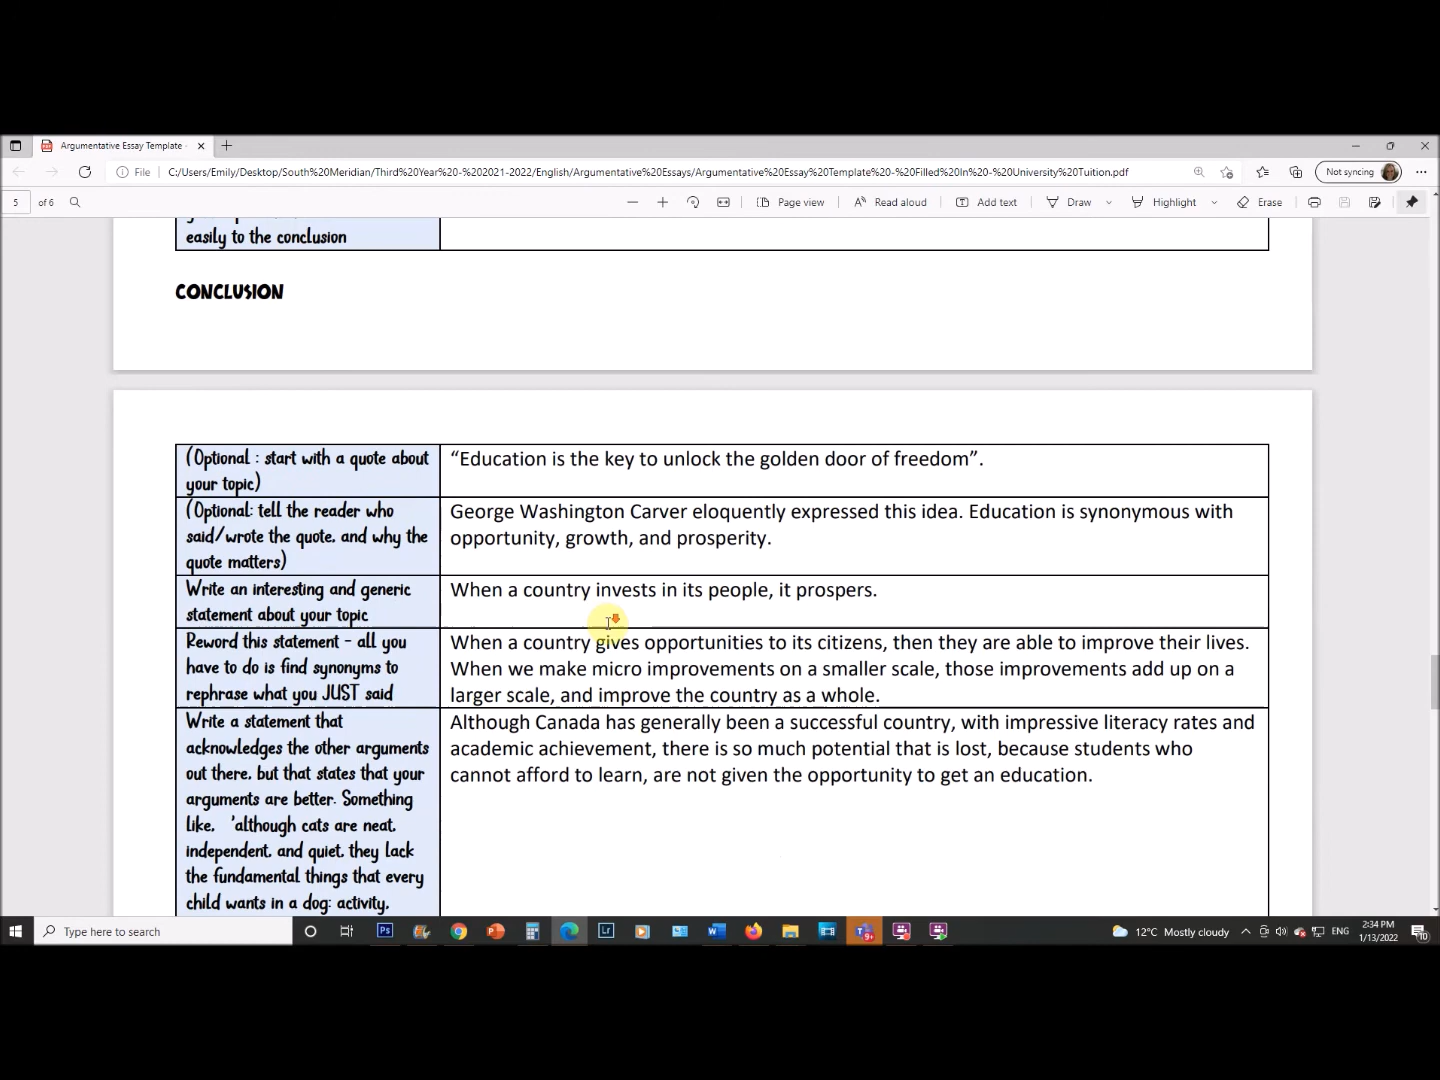 Argumentative Essay Template -
File
C:/Users/Emily/Desktop/South%20Meridian/Third%20Year%20-%202021-2022/English/Argumentative%20Essays/Argumentative%20Essay%20Template%20-%20Filled%20In%20-%20University%20Tuition.pdf
Not syncing
5 of 6
Page view
Read aloud
Add text
Draw
Highlight
Erase
easily to the conclusion
CONCLUSION
(Optional : start with a quote about
your topic)
“Education is the key to unlock the golden door of freedom”.
(Optional: tell the reader who
said/wrote the quote, and why the
quote matters)
George Washington Carver eloquently expressed this idea. Education is synonymous with
opportunity, growth, and prosperity.
Write an interesting and generic
statement about your topic
When a country invests in its people, it prospers.
Reword this statement - all you
have to do is find synonyms to
rephrase what you JUST said
When a country gives opportunities to its citizens, then they are able to improve their lives.
When we make micro improvements on a smaller scale, those improvements add up on a
larger scale, and improve the country as a whole.
Write a statement that
acknowledges the other arguments
out there, but that states that your
arguments are better. Something
like, 'although cats are neat,
independent, and quiet, they lack
the fundamental things that every
child wants in a dog: activity,
Although Canada has generally been a successful country, with impressive literacy rates and
academic achievement, there is so much potential that is lost, because students who
cannot afford to learn, are not given the opportunity to get an education.
Type here to search
12°C Mostly cloudy
ENG
2:34 PM
1/13/2022